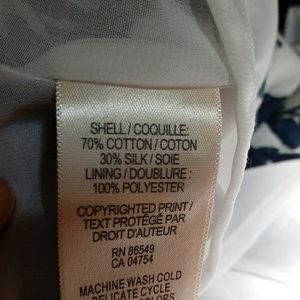 SHELL / COQUILLE:
70% COTTON / COTON
30% SILK / SOIE
LINING / DOUBLURE :
100% POLYESTER
COPYRIGHTED PRINT /
TEXT PROTÉGÉ PAR
DROIT D'AUTEUR
RN 86549
CA 04754
MACHINE WASH COLD
DELICATE CYCLE
COLORS